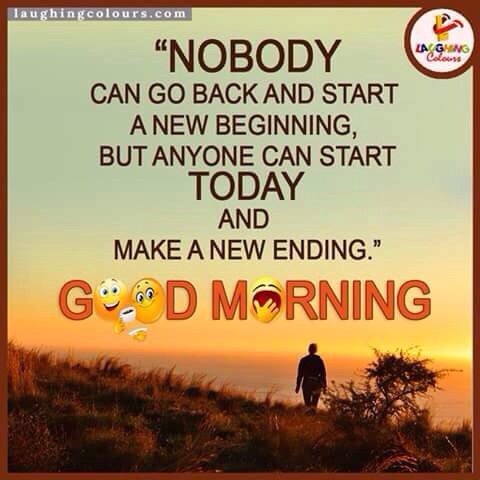 laughingcolours.com
LAUGHING
Colours
“NOBODY
CAN GO BACK AND START
A NEW BEGINNING,
BUT ANYONE CAN START
TODAY
AND
MAKE A NEW ENDING.”
GOOD MORNING